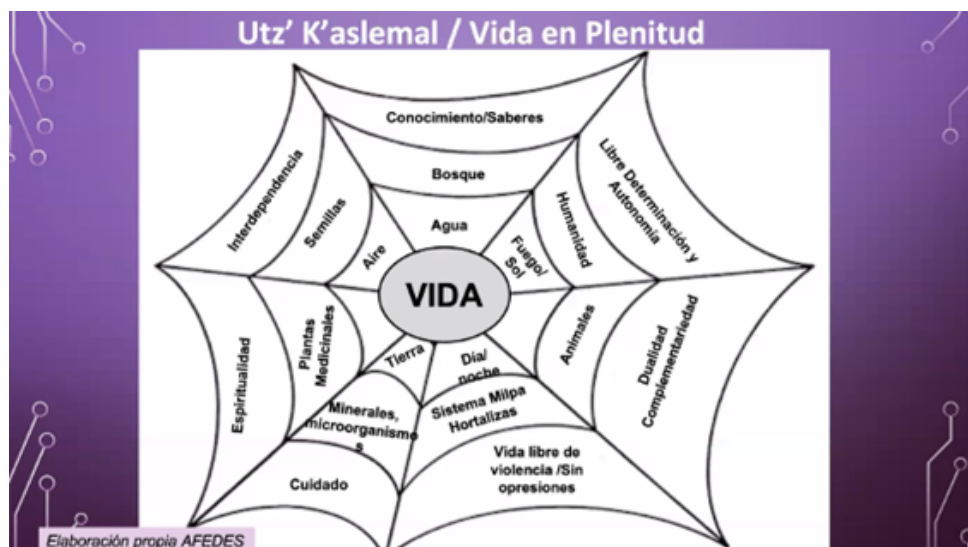 Utz' K'aslemal / Vida en Plenitud
Conocimiento/Saberes
Bosque
Agua
Interdependencia
Semillas
Aire
Fuego/
Sol
Humanidad
Libre Determinación y
Autonomía
VIDA
Espiritualidad
Plantas
Medicinales
Tierra
Día/
noche
Animales
Dualidad
Complementariedad
Minerales,
microorganismo
s
Sistema Milpa
Hortalizas
Cuidado
Vida libre de
violencia /Sin
opresiones
Elaboración propia AFEDES